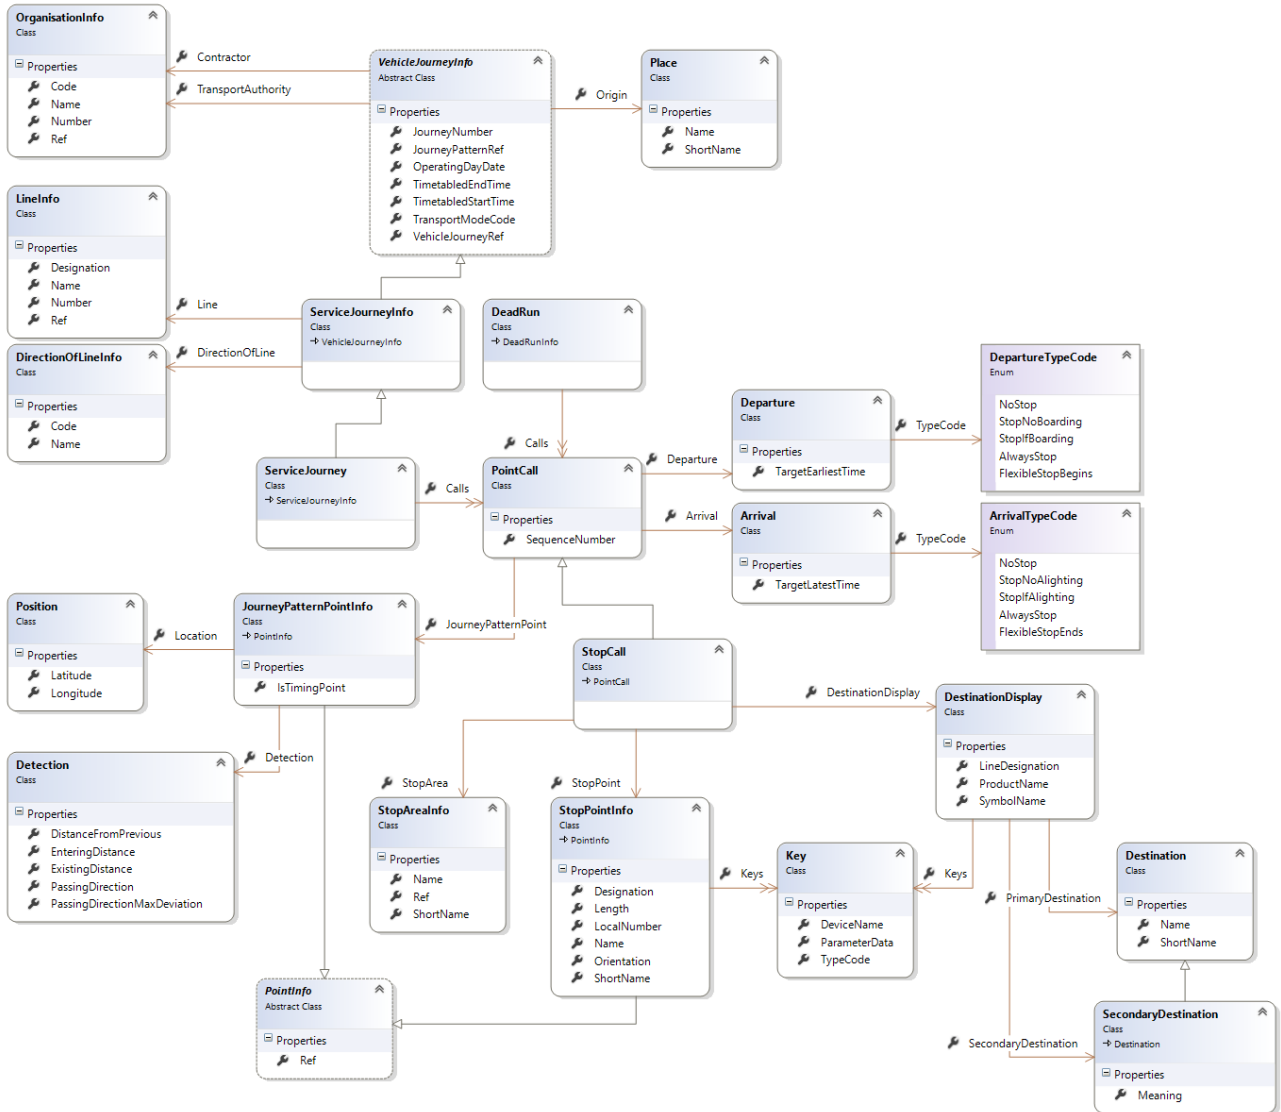 OrganisationInfo
Class
Properties
Code
Name
Number
Ref
Contractor
TransportAuthority
VehicleJourneyInfo
Abstract Class
Properties
JourneyNumber
JourneyPatternRef
OperatingDayDate
TimetabledEndTime
TimetabledStartTime
TransportModeCode
VehicleJourneyRef
Origin
Place
Class
Properties
Name
ShortName
LineInfo
Class
Properties
Designation
Name
Number
Ref
Line
DirectionOfLine
ServiceJourneyInfo
Class
VehicleJourneyInfo
DeadRun
Class
DeadRunInfo
DirectionOfLineInfo
Class
Properties
Code
Name
Calls
ServiceJourney
Class
ServiceJourneyInfo
Calls
PointCall
Class
Properties
SequenceNumber
Departure
Arrival
Departure
Class
Properties
TargetEarliestTime
TypeCode
DepartureTypeCode
Enum
NoStop
StopNoBoarding
StopIfBoarding
AlwaysStop
FlexibleStopBegins
Arrival
Class
Properties
TargetLatestTime
TypeCode
ArrivalTypeCode
Enum
NoStop
StopNoAlighting
StopIfAlighting
AlwaysStop
FlexibleStopEnds
Position
Class
Properties
Latitude
Longitude
Location
JourneyPatternPointInfo
Class
PointInfo
Properties
IsTimingPoint
JourneyPatternPoint
StopCall
Class
PointCall
DestinationDisplay
DestinationDisplay
Class
Properties
LineDesignation
ProductName
SymbolName
Detection
Detection
Class
Properties
DistanceFromPrevious
EnteringDistance
ExistingDistance
PassingDirection
PassingDirectionMaxDeviation
StopArea
StopAreaInfo
Class
Properties
Name
Ref
ShortName
StopPoint
StopPointInfo
Class
PointInfo
Properties
Designation
Length
LocalNumber
Name
Orientation
ShortName
Keys
Key
Class
Properties
DeviceName
ParameterData
TypeCode
Keys
PrimaryDestination
Destination
Class
Properties
Name
ShortName
PointInfo
Abstract Class
Properties
Ref
SecondaryDestination
SecondaryDestination
Class
Destination
Properties
Meaning